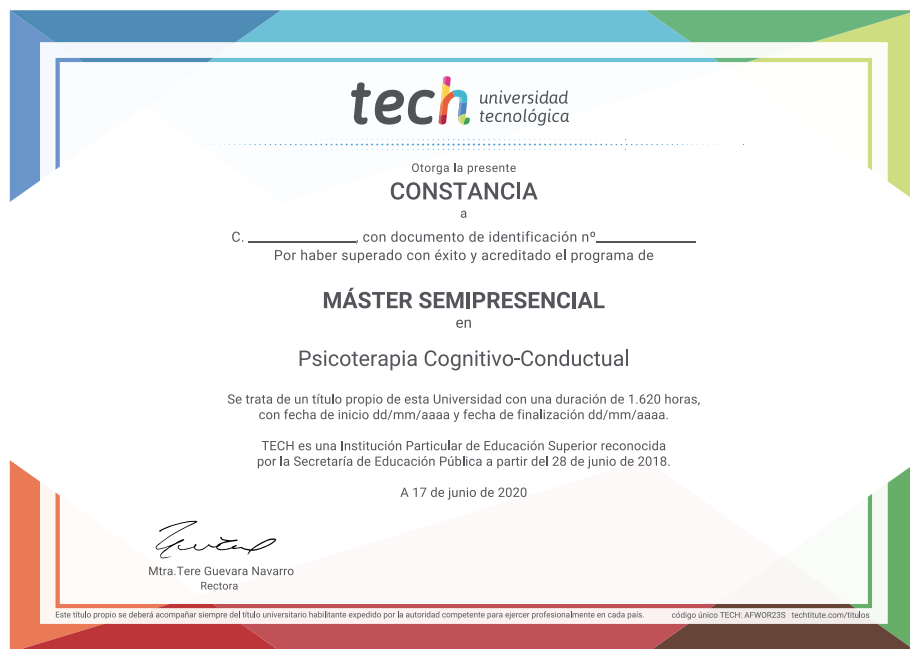 tech universidad
tecnológica
Otorga la presente
CONSTANCIA
a
C. ____________, con documento de identificación nº____________
Por haber superado con éxito y acreditado el programa de
MÁSTER SEMIPRESENCIAL
en
Psicoterapia Cognitivo-Conductual
Se trata de un título propio de esta Universidad con una duración de 1.620 horas,
con fecha de inicio dd/mm/aaaa y fecha de finalización dd/mm/aaaa.
TECH es una Institución Particular de Educación Superior reconocida
por la Secretaría de Educación Pública a partir del 28 de junio de 2018.
A 17 de junio de 2020
Mtra.Tere Guevara Navarro
Rectora
Este título propio se deberá acompañar siempre del título universitario habilitante expedido por la autoridad competente para ejercer profesionalmente en cada país. código único TECH: AFWOR23S techtitute.com/titulos